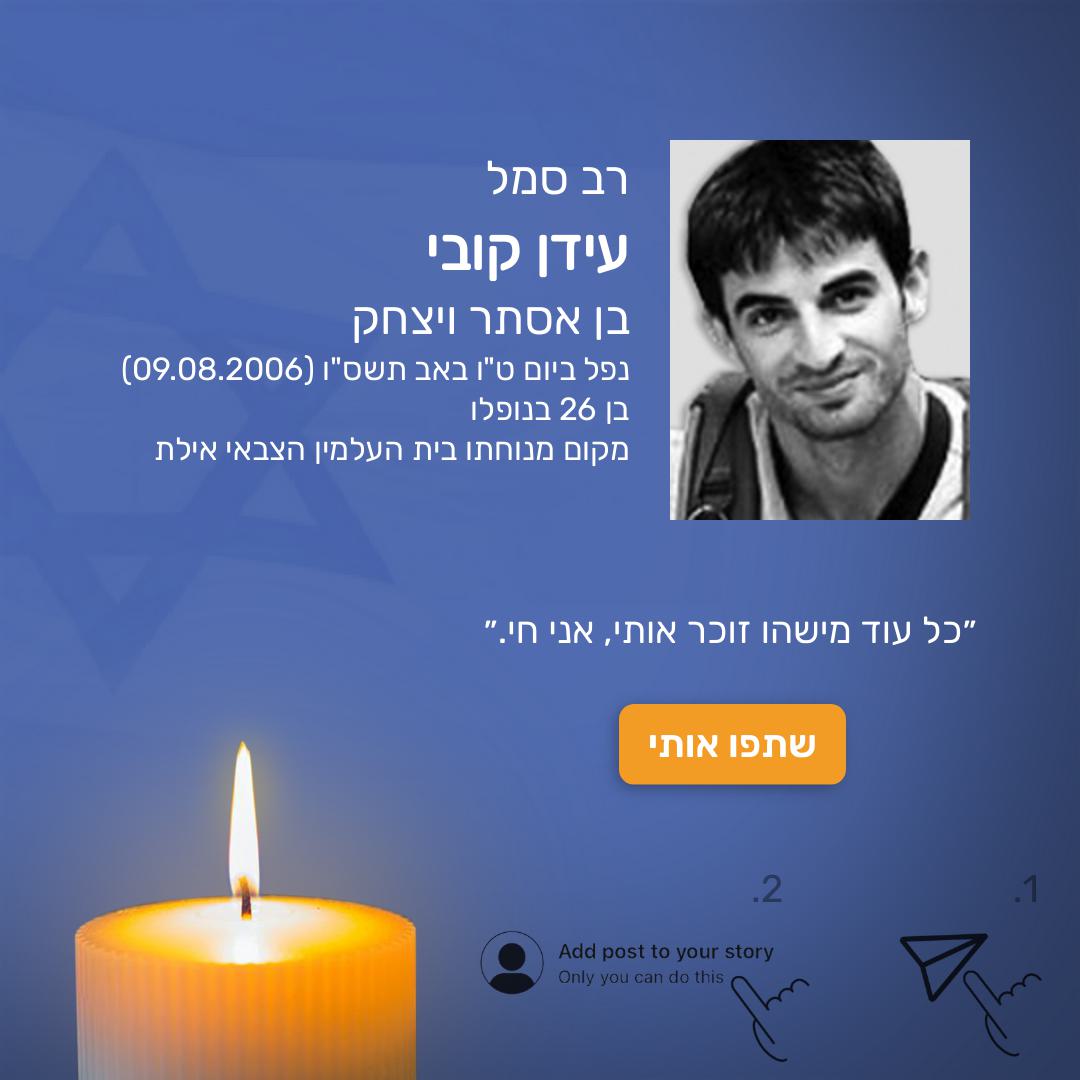 רב סמל
עידן קובי
בן אסתר ויצחק
נפל ביום ט"ו באב תשס"ו (09.08.2006)
בן 26 בנופלו
מקום מנוחתו בית העלמין הצבאי אילת
״כל עוד מישהו זוכר אותי, אני חי.״
שתפו אותי
1.
2.
Add post to your story
Only you can do this